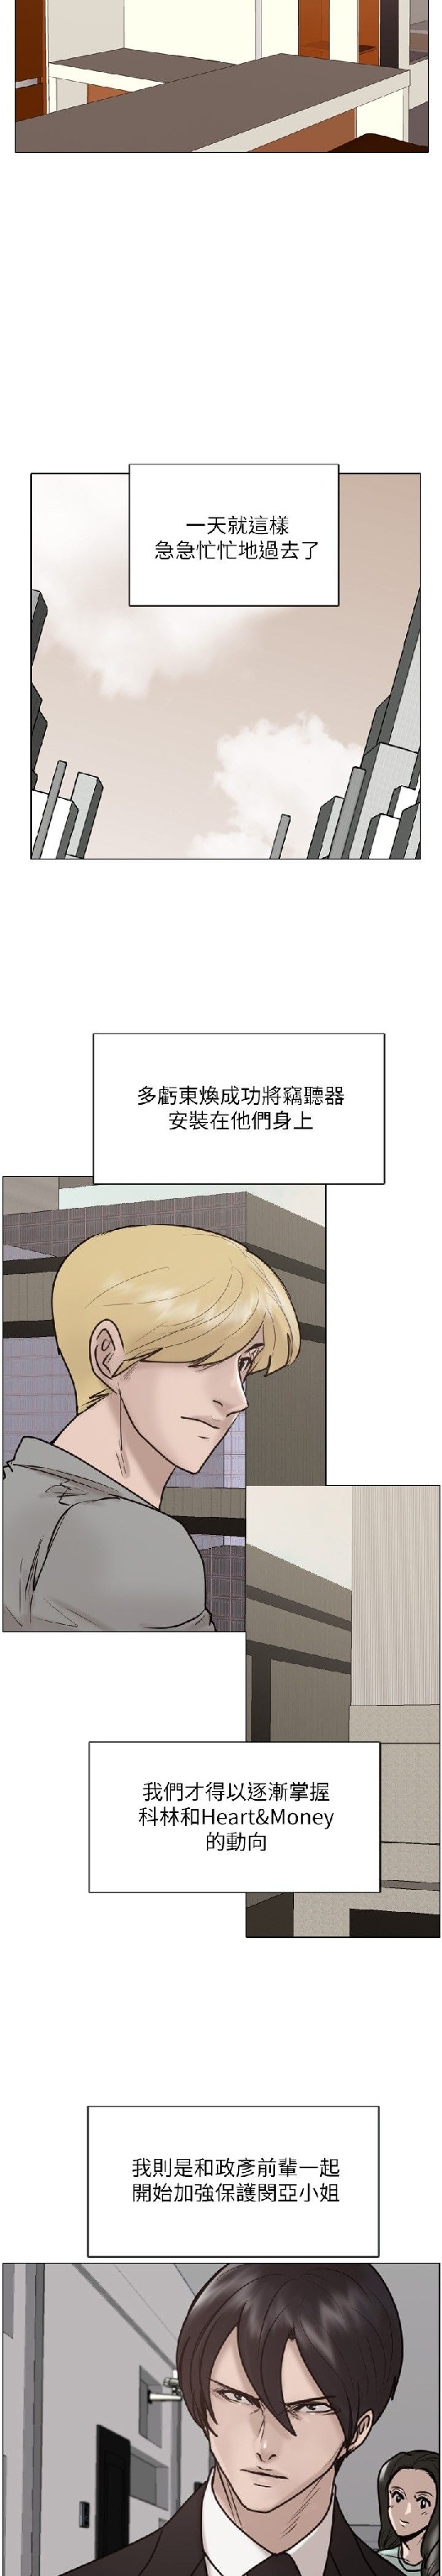 一天就這樣
急急忙忙地過去了
多虧東煥成功將竊聽器
安裝在他們身上
我們才得以逐漸掌握
科林和Heart&Money
的動向
我則是和政彥前輩一起
開始加強保護閔亞小姐